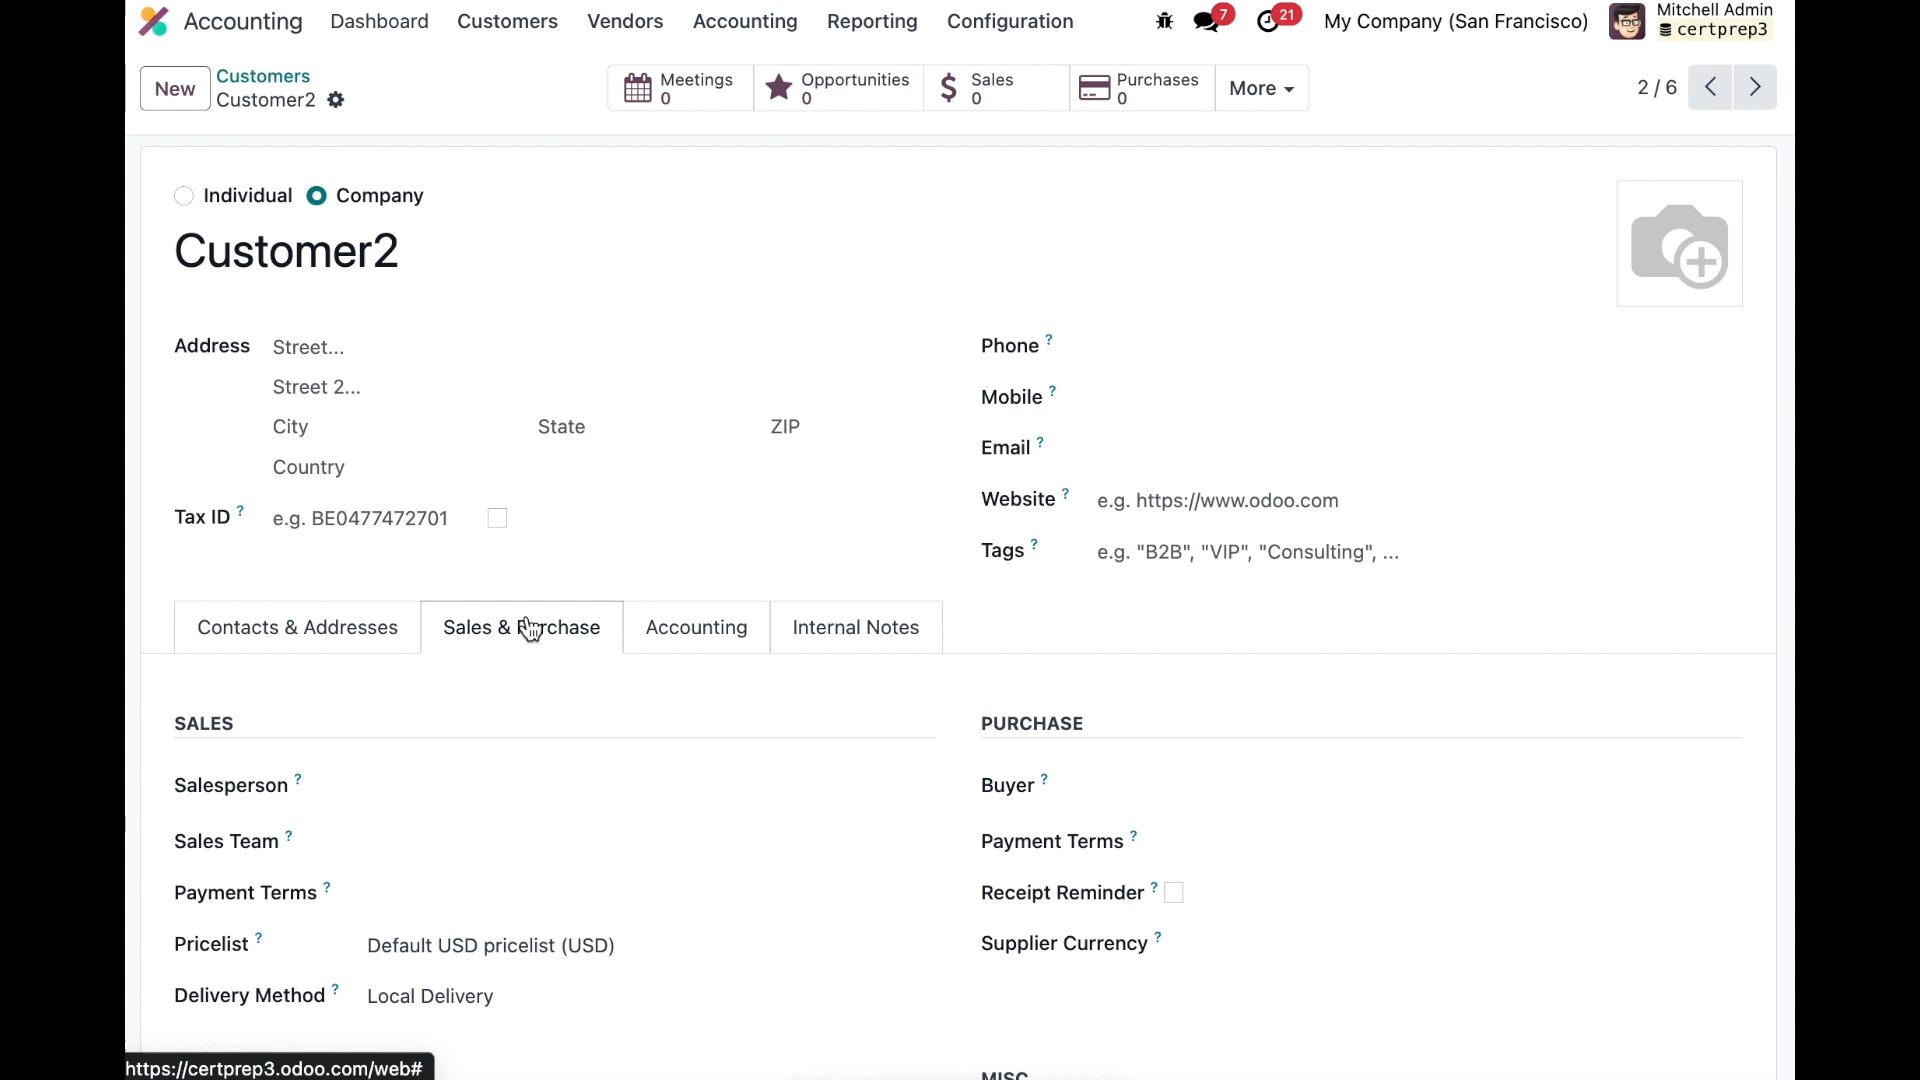 Accounting Dashboard Customers Vendors Accounting Reporting Configuration 7 21 My Company (San Francisco) Mitchell Admin
certprep3
New Customers
Customer2
Meetings 0
Opportunities 0
$ Sales 0
Purchases 0
More
2 / 6
Individual Company
Customer2
Address Street...
Street 2...
City State ZIP
Country
Tax ID ? e.g. BE0477472701
Phone ?
Mobile ?
Email ?
Website ? e.g. https://www.odoo.com
Tags ? e.g. "B2B", "VIP", "Consulting", ...
Contacts & Addresses Sales & Purchase Accounting Internal Notes
SALES
Salesperson ?
Sales Team ?
Payment Terms ?
Pricelist ? Default USD pricelist (USD)
Delivery Method ? Local Delivery
PURCHASE
Buyer ?
Payment Terms ?
Receipt Reminder ?
Supplier Currency ?
MISC
https://certprep3.odoo.com/web#